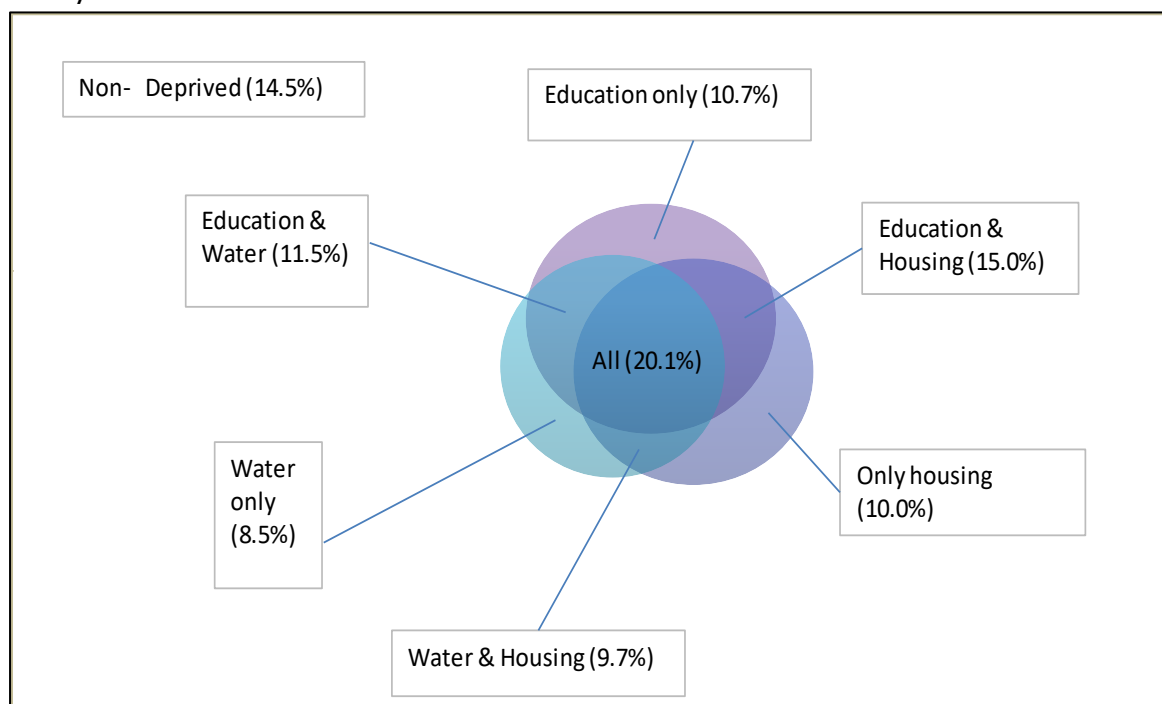 Non- Deprived (14.5%)
Education only (10.7%)
Education &
Water (11.5%)
Education &
Housing (15.0%)
All (20.1%)
Water
only
(8.5%)
Only housing
(10.0%)
Water & Housing (9.7%)